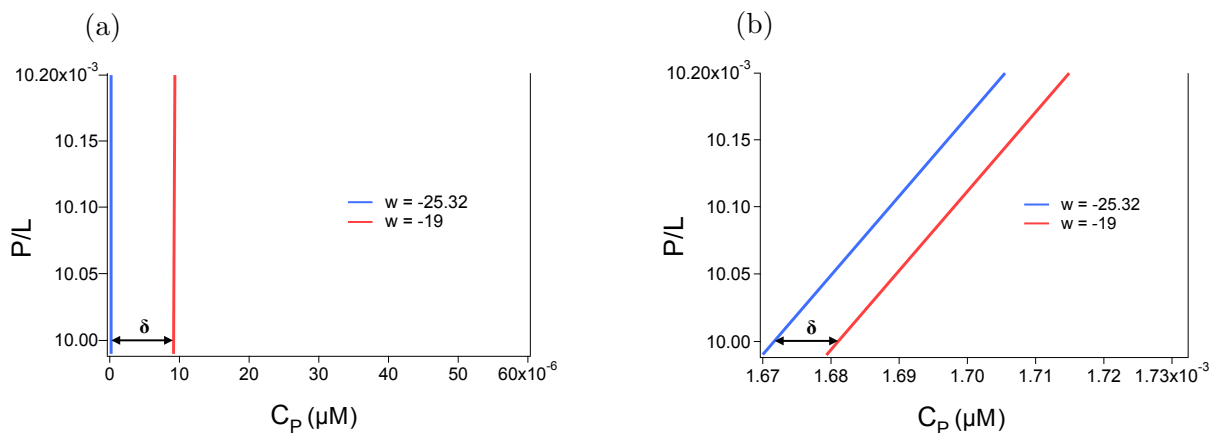 (a)
10.20x10⁻³
10.15
10.10
10.05
10.00
P/L
w = -25.32
w = -19
δ
0
10
20
30
40
50
60x10⁻⁶
C_P (µM)
(b)
10.20x10⁻³
10.15
10.10
10.05
10.00
P/L
w = -25.32
w = -19
δ
1.67
1.68
1.69
1.70
1.71
1.72
1.73x10⁻³
C_P (µM)